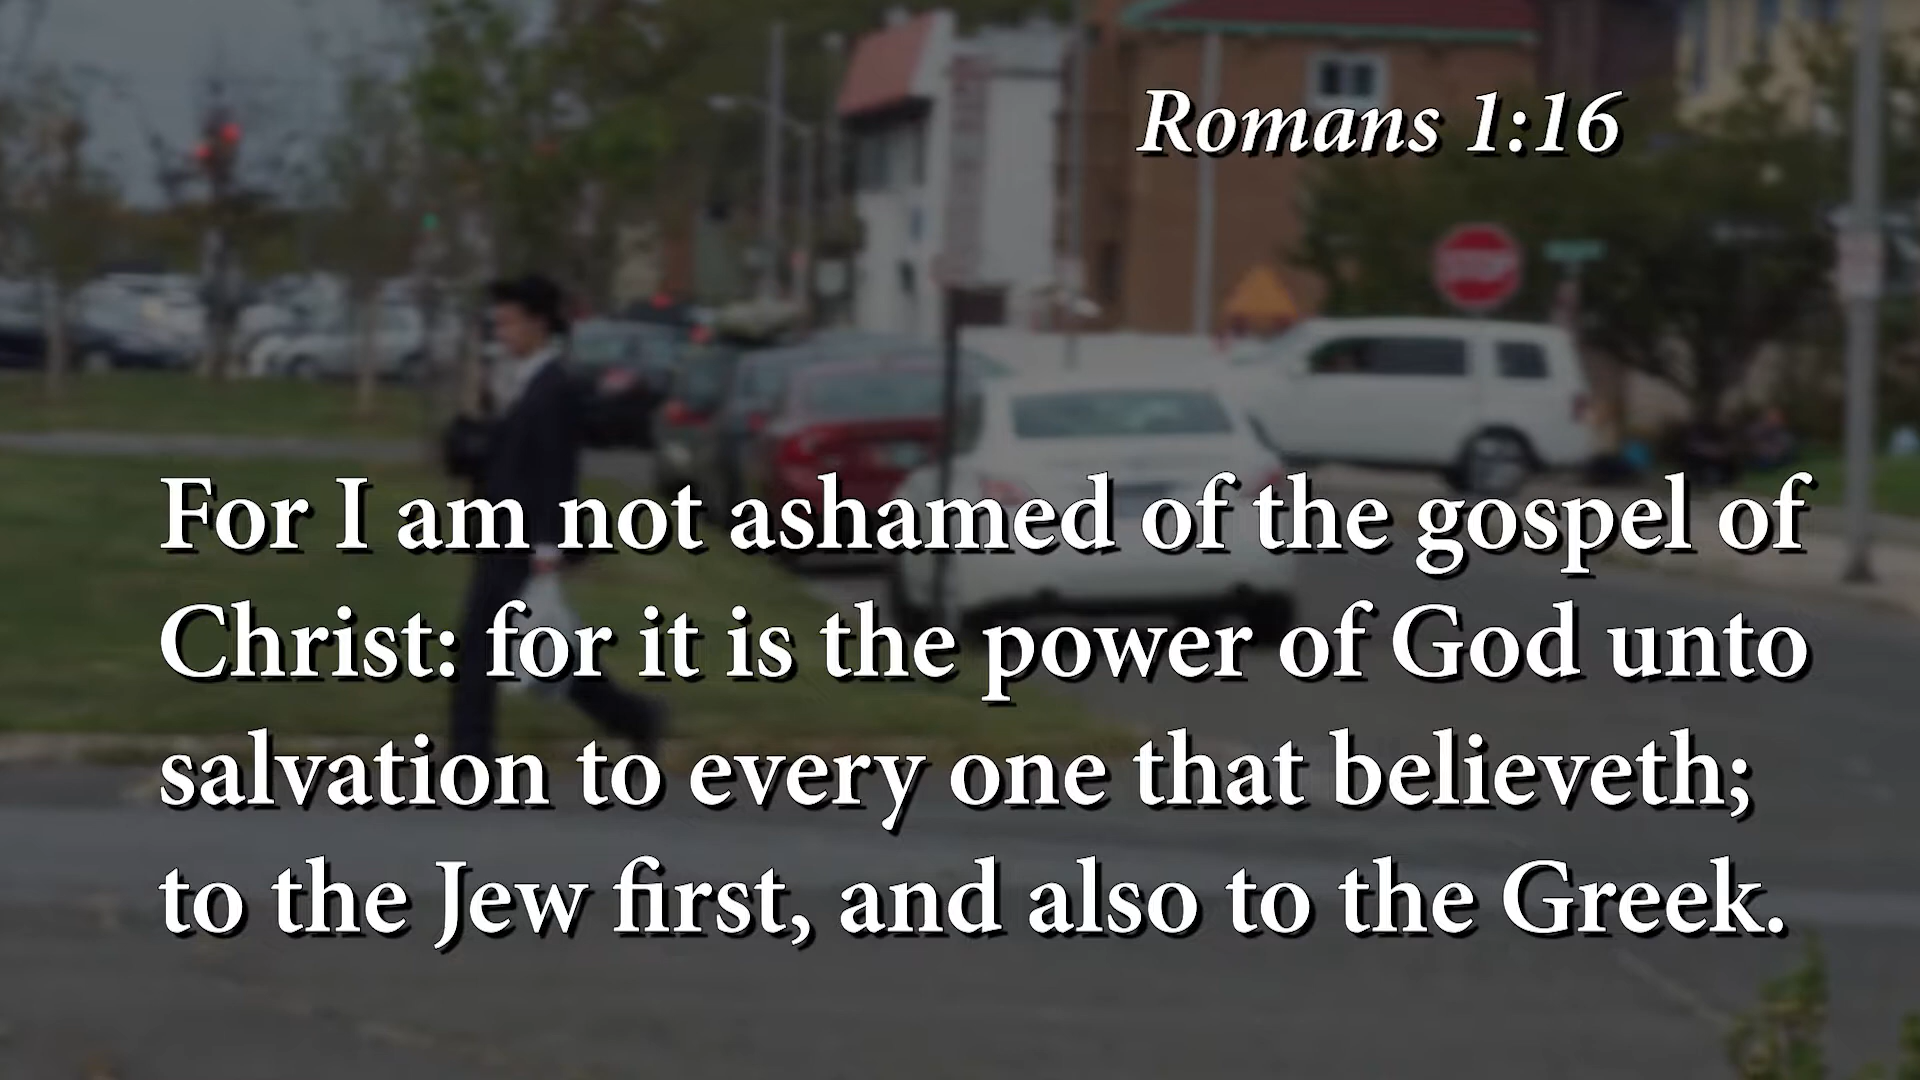 Romans 1:16
For I am not ashamed of the gospel of
Christ: for it is the power of God unto
salvation to every one that believeth;
to the Jew first, and also to the Greek.
STOP